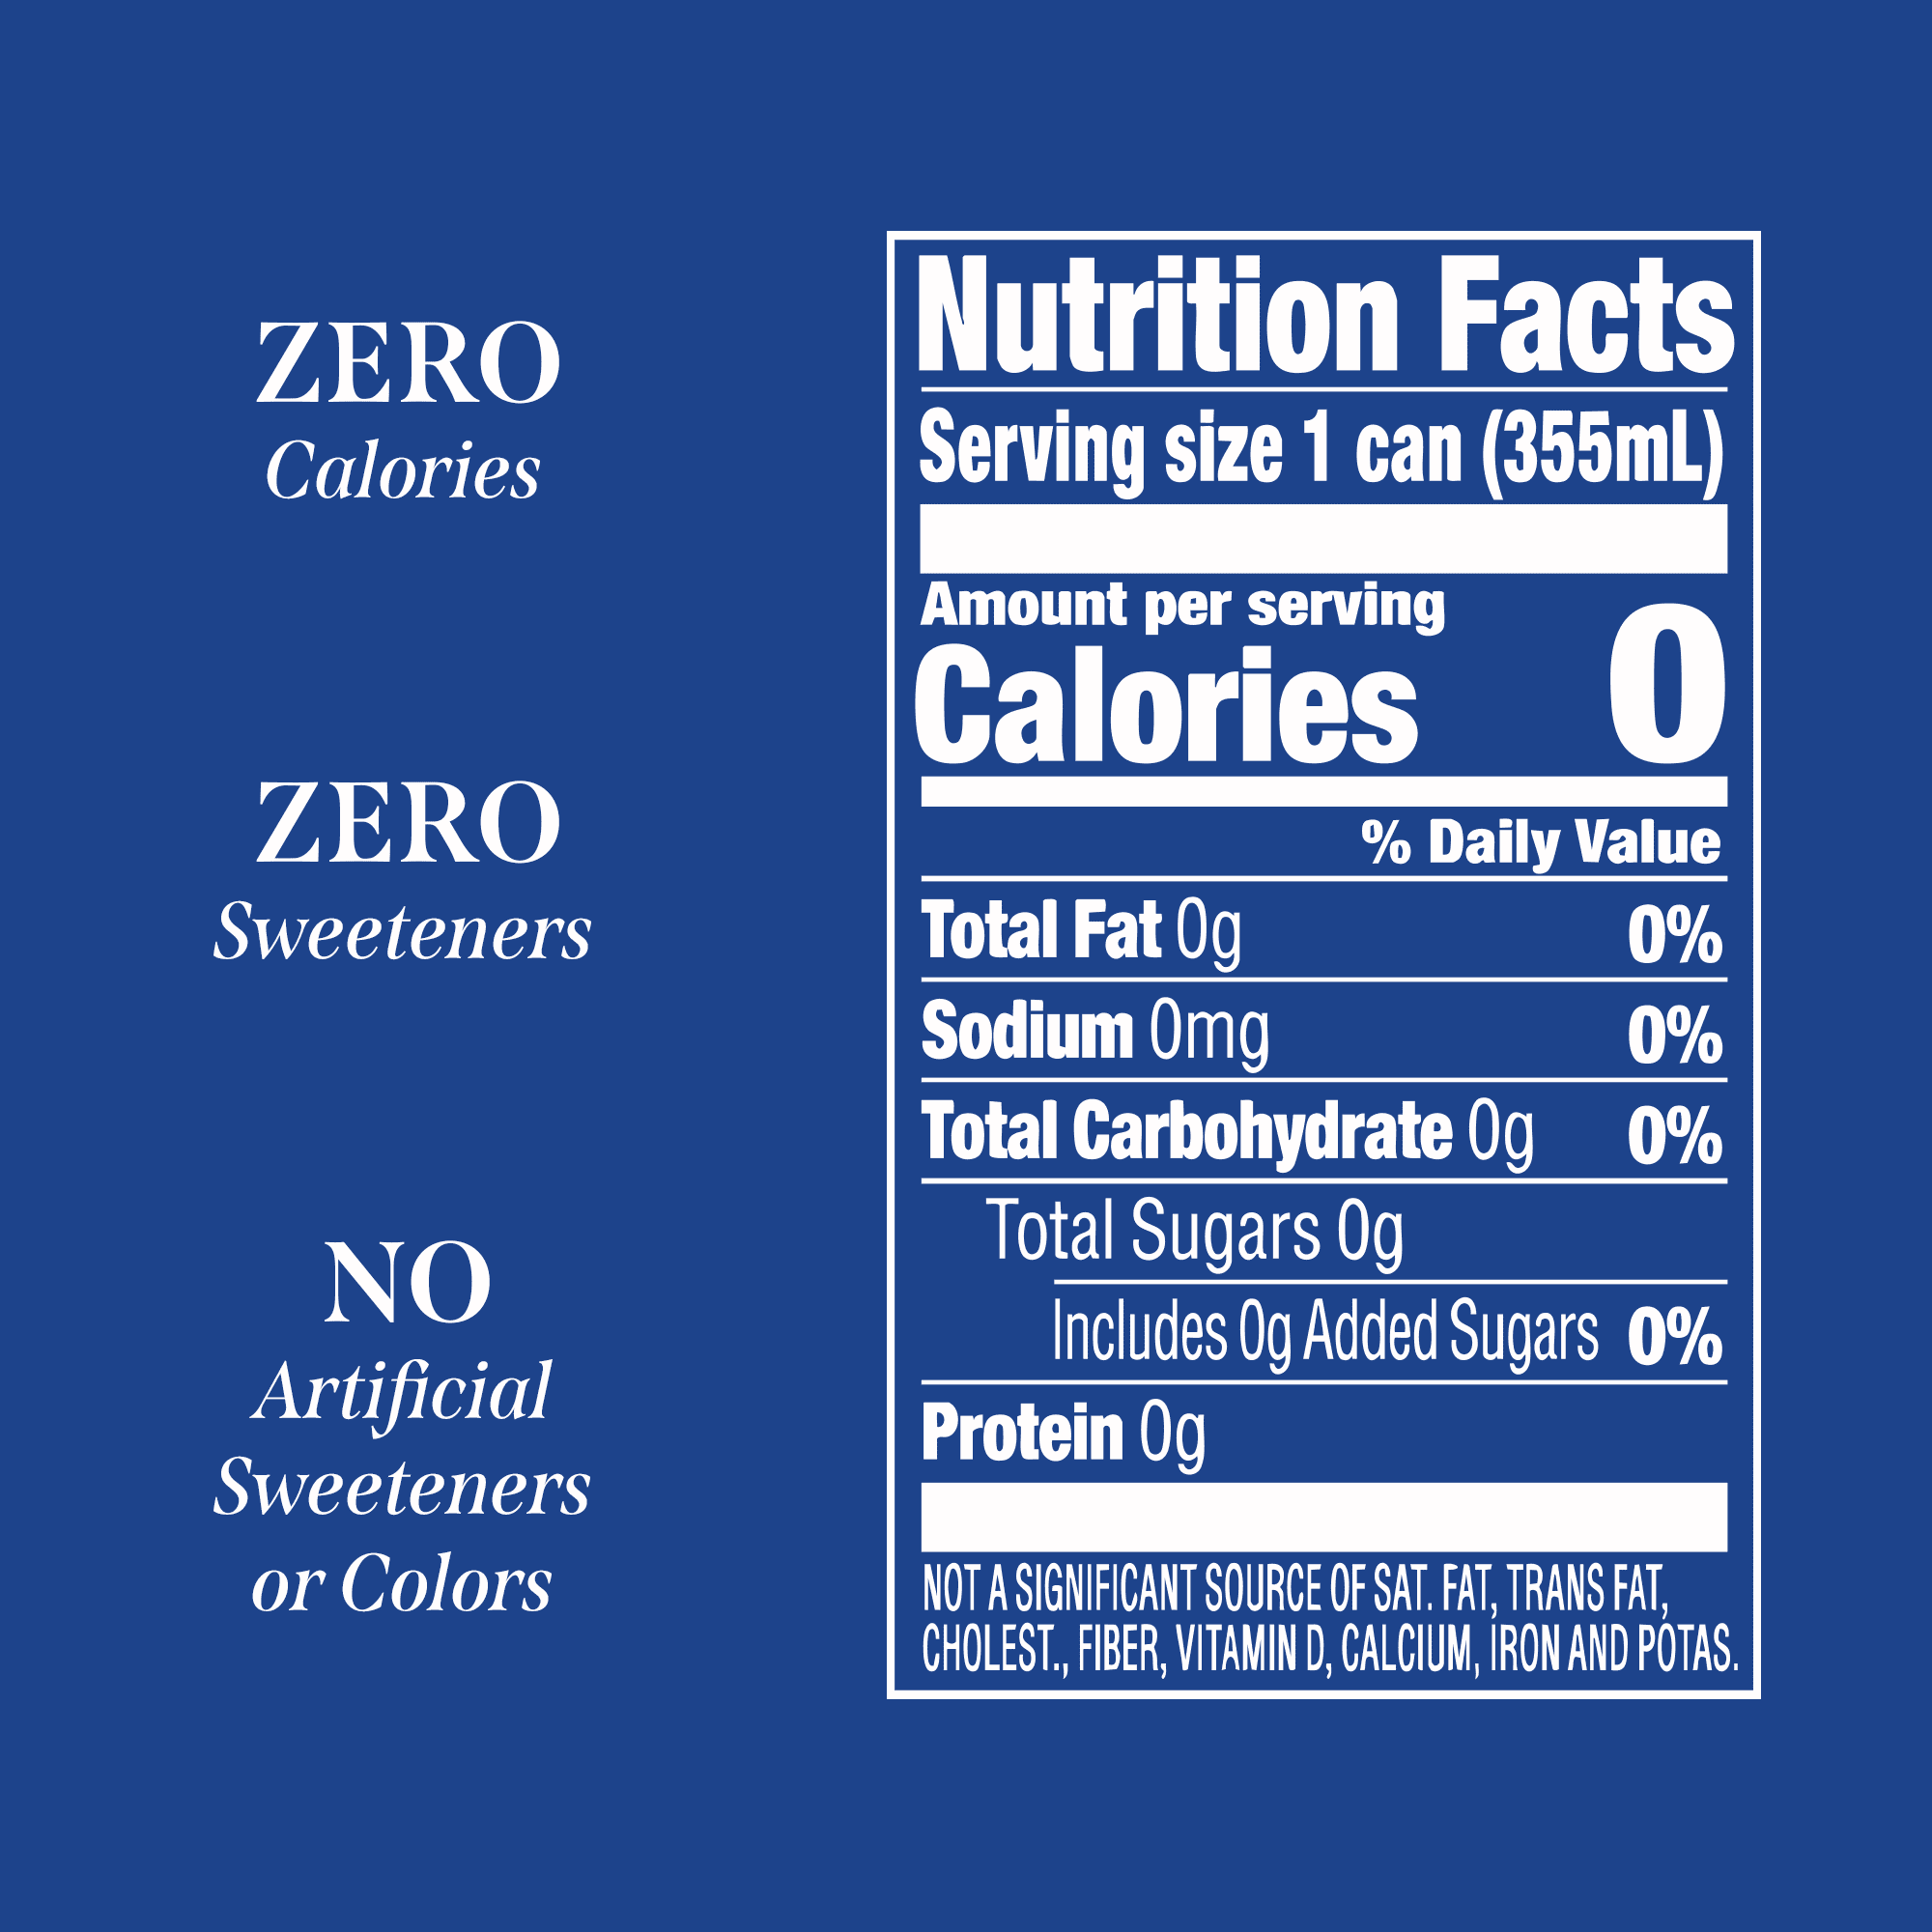 ZERO
Calories
ZERO
Sweeteners
NO
Artificial
Sweeteners
or Colors
Nutrition Facts
Serving size 1 can (355mL)
Amount per serving
Calories 0
% Daily Value
Total Fat 0g 0%
Sodium 0mg 0%
Total Carbohydrate 0g 0%
Total Sugars 0g
Includes 0g Added Sugars 0%
Protein 0g
NOT A SIGNIFICANT SOURCE OF SAT. FAT, TRANS FAT,
CHOLEST., FIBER, VITAMIN D, CALCIUM, IRON AND POTAS.